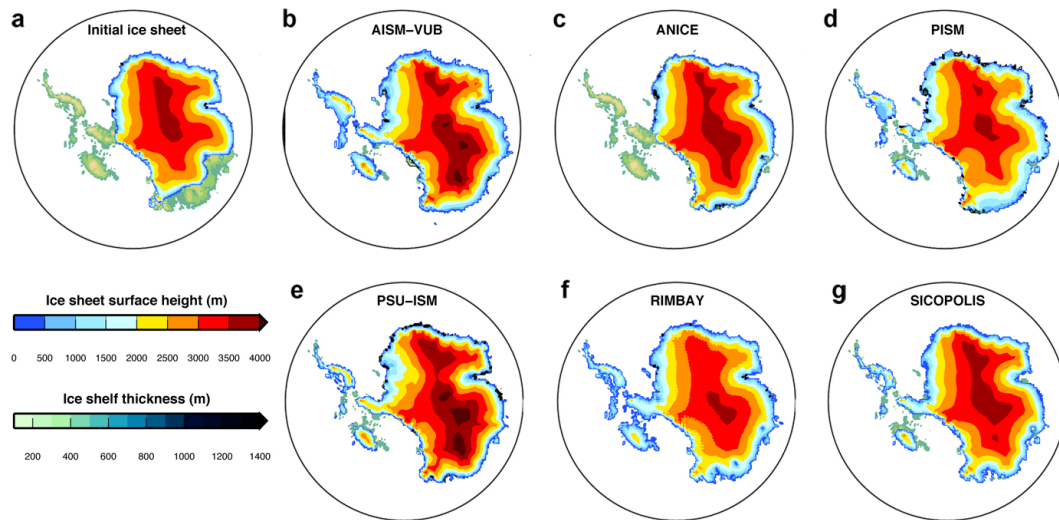 a
Initial ice sheet
b
AISM–VUB
c
ANICE
d
PISM
Ice sheet surface height (m)
0 500 1000 1500 2000 2500 3000 3500 4000
Ice shelf thickness (m)
200 400 600 800 1000 1200 1400
e
PSU–ISM
f
RIMBAY
g
SICOPOLIS